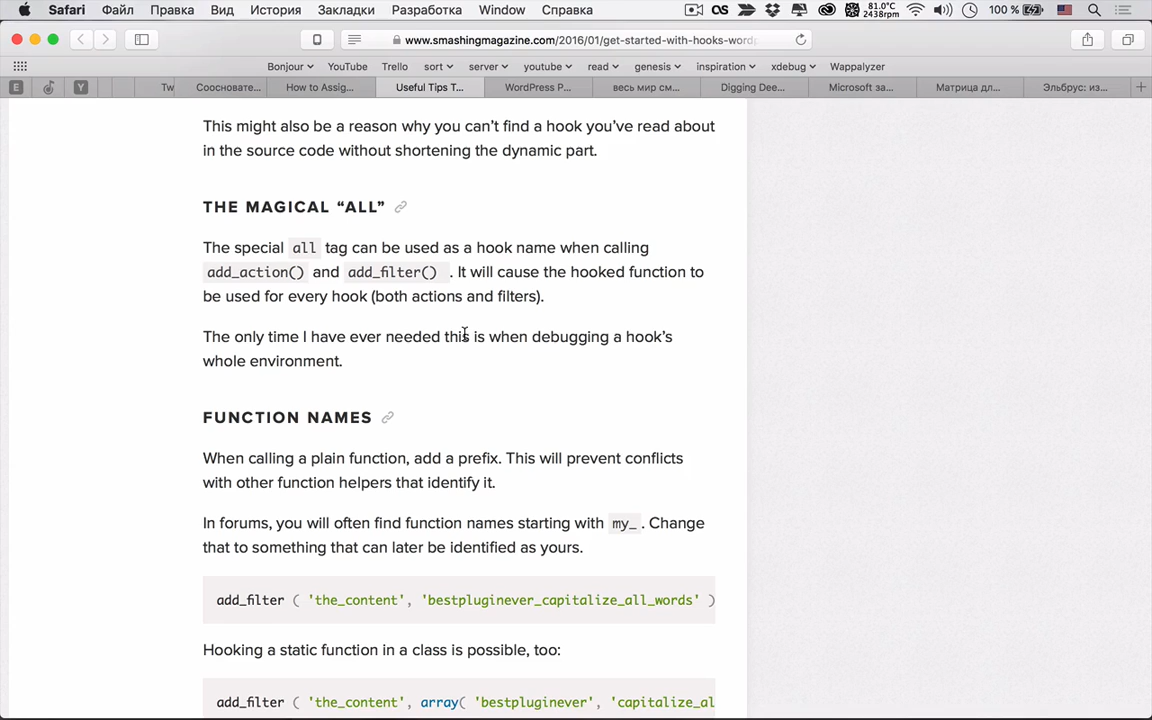 Safari Файл Правка Вид История Закладки Разработка Window Справка 81.0°C 2438rpm 100 %
www.smashingmagazine.com/2016/01/get-started-with-hooks-wordp
Bonjour YouTube Trello sort server youtube read genesis inspiration xdebug Wappalyzer
E Y Tw Соосноватe... How to Assig... Useful Tips T... WordPress P... весь мир см... Digging Dee... Microsoft за... Матрица дл... Эльбрус: из...
This might also be a reason why you can’t find a hook you’ve read about
in the source code without shortening the dynamic part.
THE MAGICAL “ALL”
The special all tag can be used as a hook name when calling
add_action() and add_filter() . It will cause the hooked function to
be used for every hook (both actions and filters).
The only time I have ever needed this is when debugging a hook’s
whole environment.
FUNCTION NAMES
When calling a plain function, add a prefix. This will prevent conflicts
with other function helpers that identify it.
In forums, you will often find function names starting with my_ . Change
that to something that can later be identified as yours.
add_filter ( 'the_content', 'bestpluginever_capitalize_all_words' )
Hooking a static function in a class is possible, too:
add_filter ( 'the_content', array( 'bestpluginever', 'capitalize_al